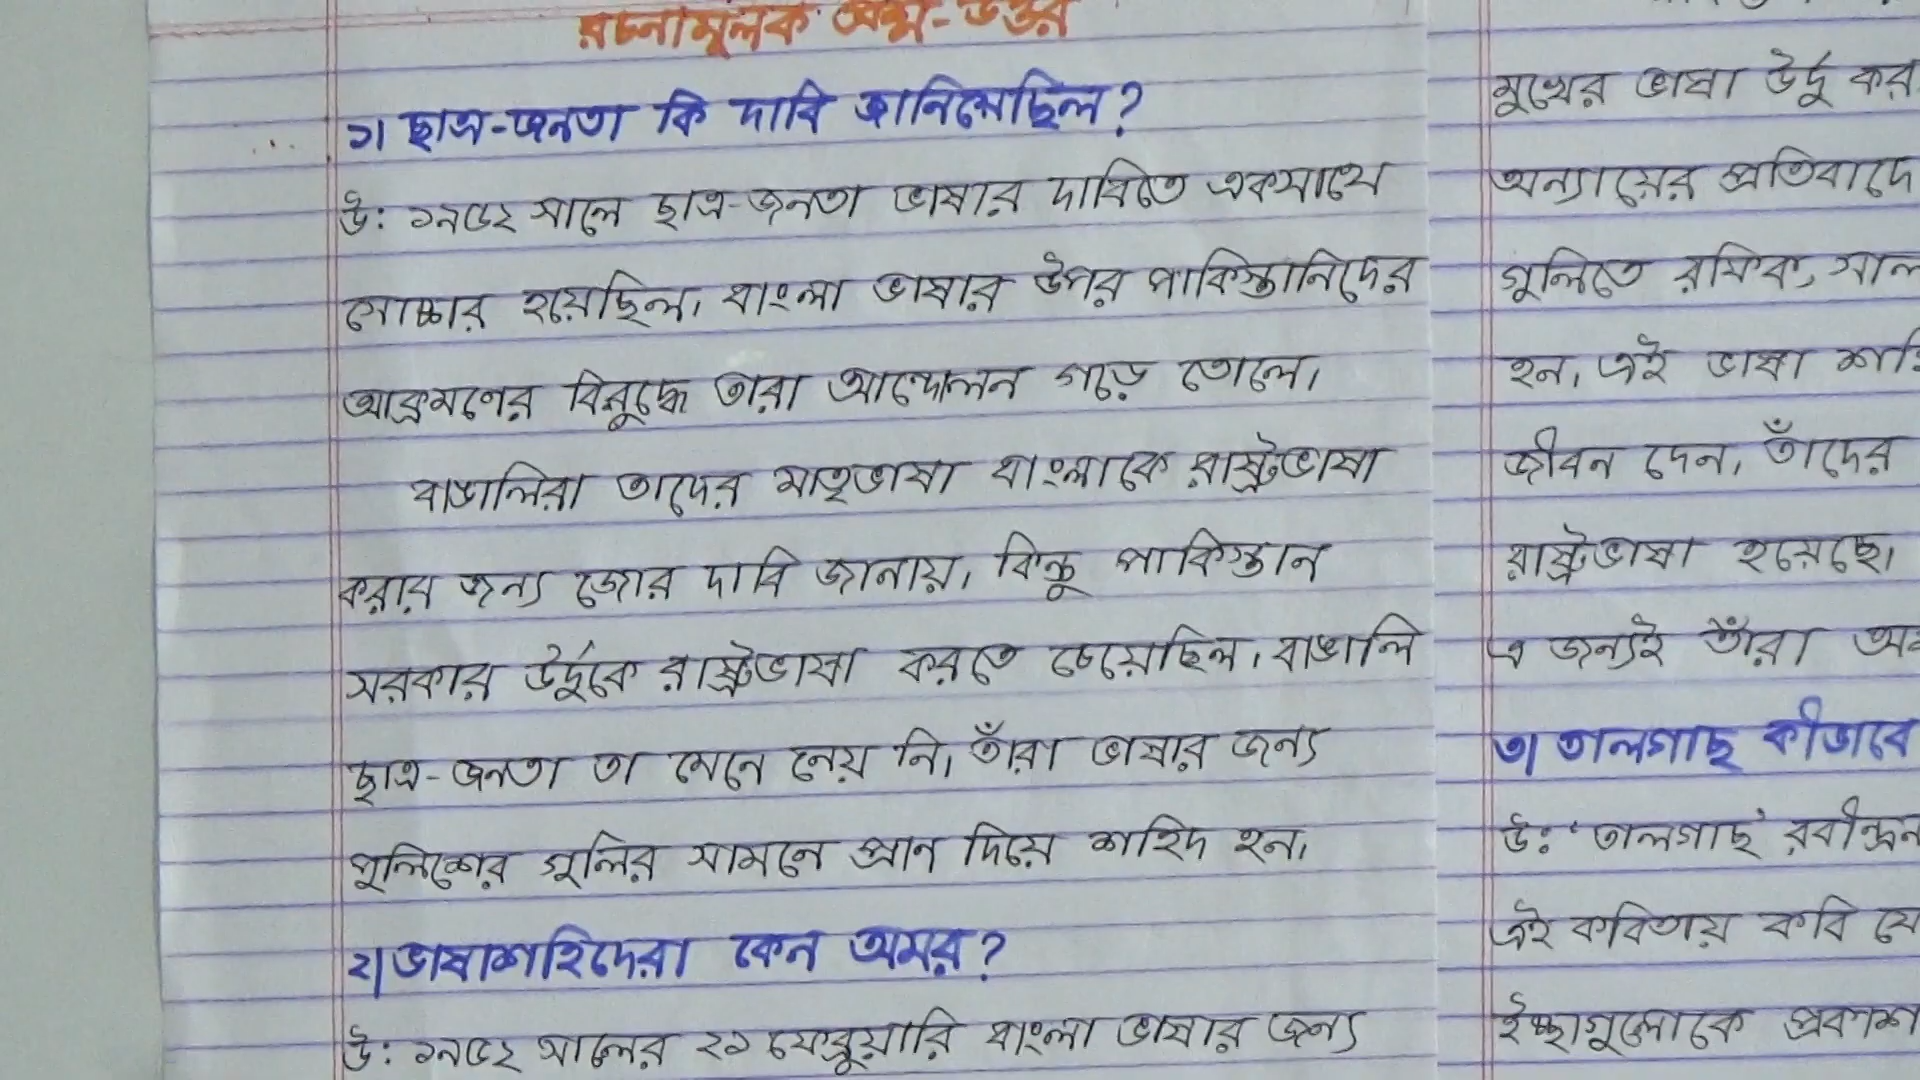 রচনামূলক প্রশ্ন-উত্তর
১। ছাত্র-জনতা কি দাবি জানিয়েছিল?
উ: ১৯৫২ সালে ছাত্র-জনতা ভাষার দাবিতে একসাথে
সোচ্চার হয়েছিল। বাংলা ভাষার উপর পাকিস্তানিদের
আক্রমণের বিরুদ্ধে তারা আন্দোলন গড়ে তোলে।
বাঙালিরা তাদের মাতৃভাষা বাংলাকে রাষ্ট্রভাষা
করার জন্য জোর দাবি জানায়। কিন্তু পাকিস্তান
সরকার উর্দুকে রাষ্ট্রভাষা করতে চেয়েছিল। বাঙালি
ছাত্র-জনতা তা মেনে নেয় নি। তাঁরা ভাষার জন্য
পুলিশের গুলির সামনে প্রান দিয়ে শহিদ হন।
২। ভাষাশহিদেরা কেন অমর?
উ: ১৯৫২ সালের ২১ ফেব্রুয়ারি বাংলা ভাষার জন্য
মুখের ভাষা উর্দু কর
অন্যায়ের প্রতিবাদে
গুলিতে রফিক, সাল
হন। এই ভাষা শহি
জীবন দেন। তাঁদের
রাষ্ট্রভাষা হয়েছে।
এ জন্যই তাঁরা অম
৩। তালগাছ কীভাবে
উ: 'তালগাছ' রবীন্দ্রন
এই কবিতায় কবি যে
ইচ্ছাগুলোকে প্রকাশ